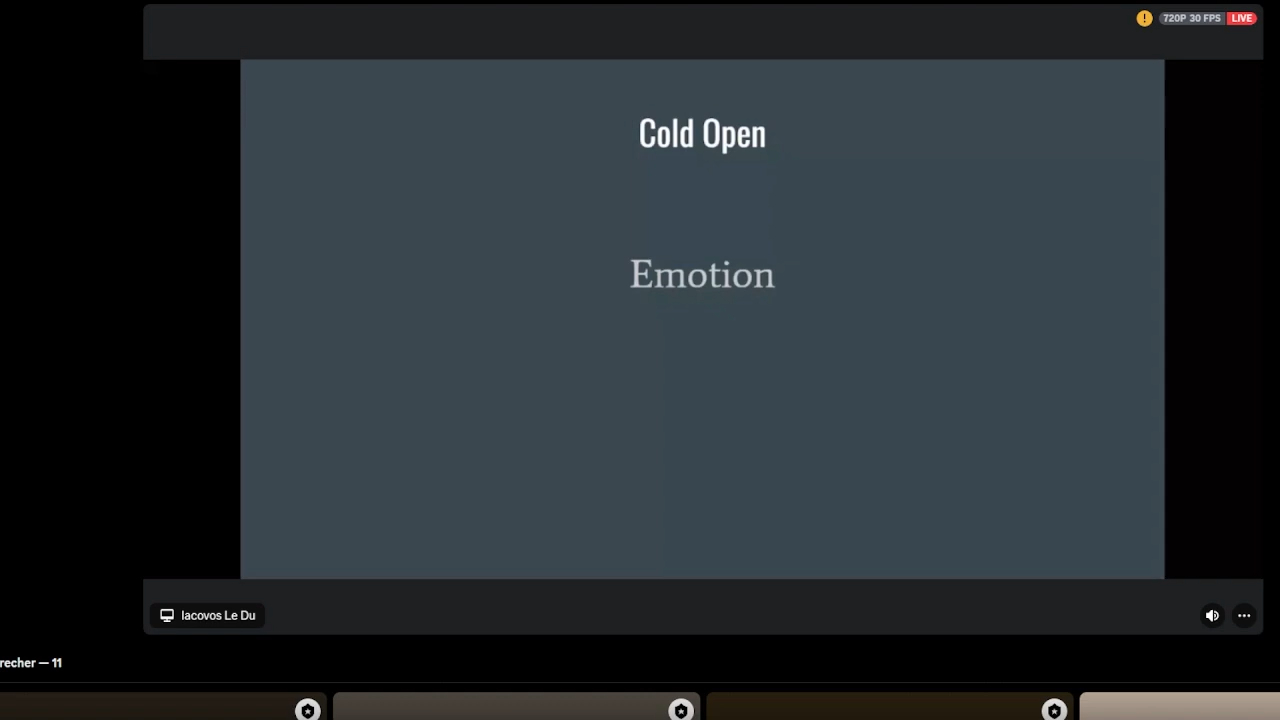 720P 30 FPS LIVE
Cold Open
Emotion
Iacovos Le Du
recher — 11